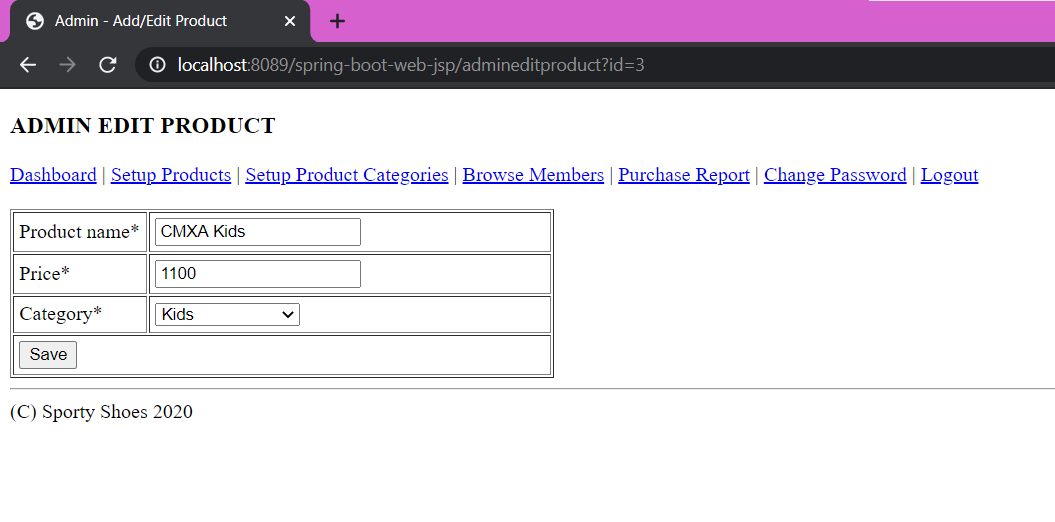 Admin - Add/Edit Product
localhost:8089/spring-boot-web-jsp/admineditproduct?id=3
ADMIN EDIT PRODUCT
Dashboard | Setup Products | Setup Product Categories | Browse Members | Purchase Report | Change Password | Logout
Product name* CMXA Kids
Price* 1100
Category* Kids
Save
(C) Sporty Shoes 2020